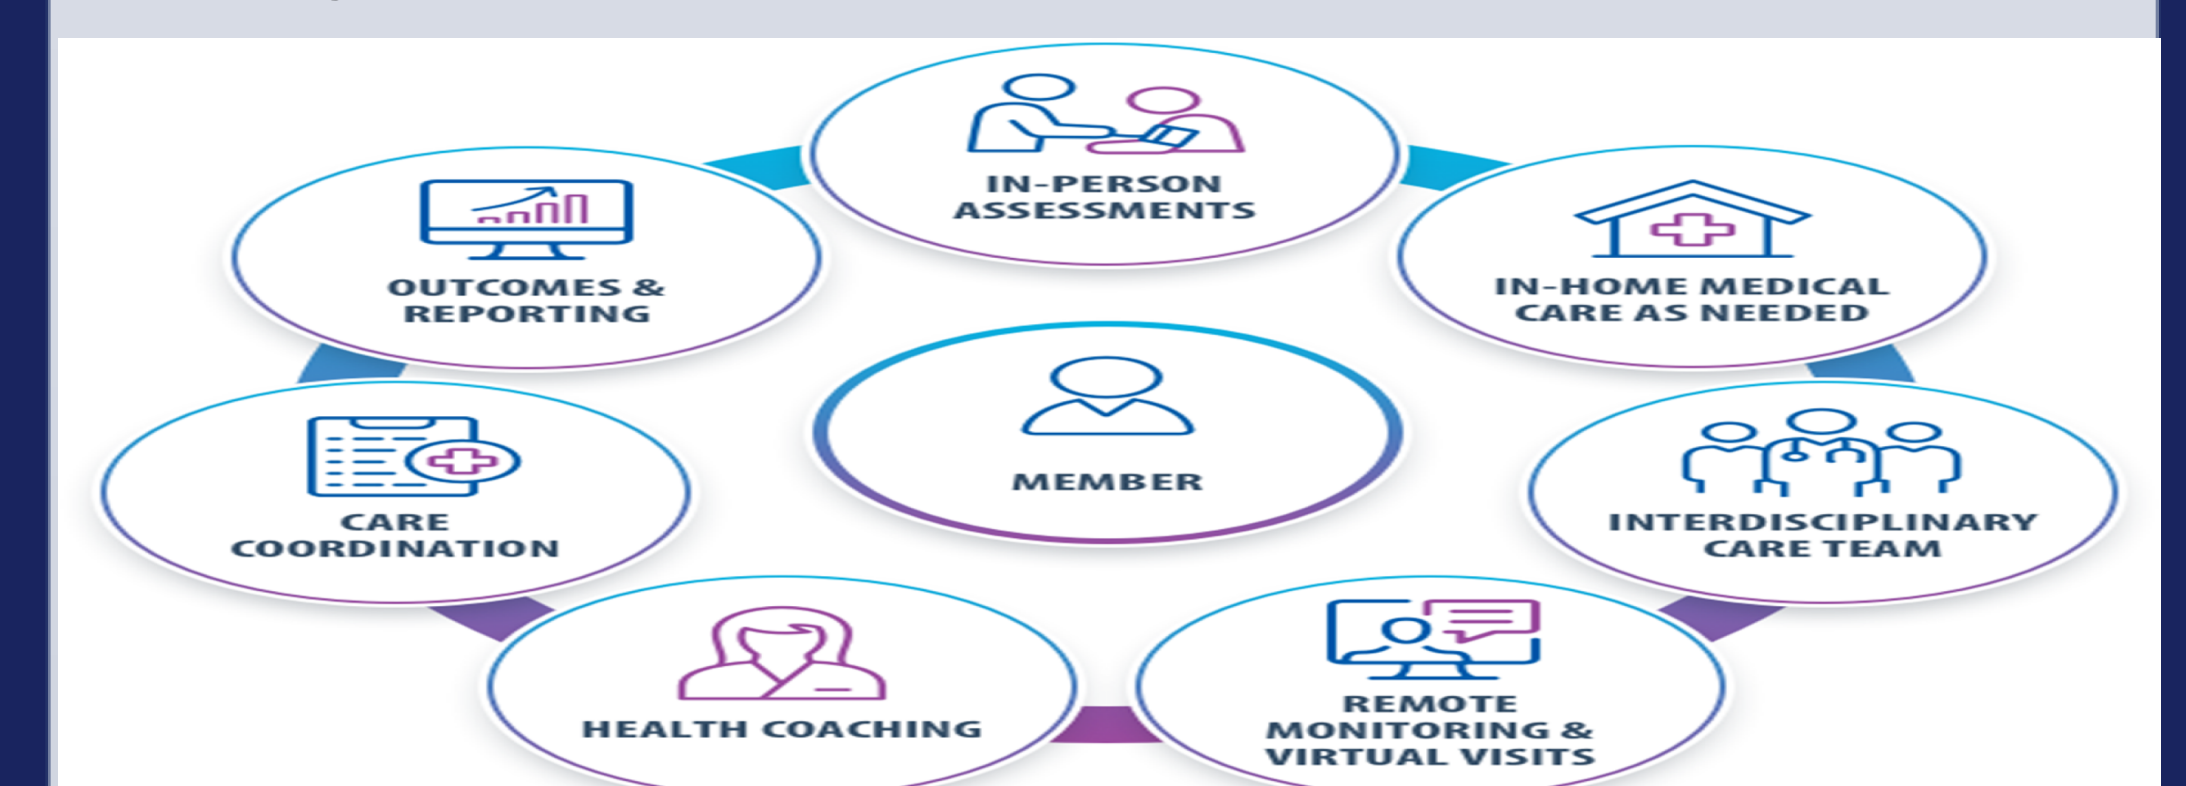 IN-PERSON
ASSESSMENTS
OUTCOMES &
REPORTING
IN-HOME MEDICAL
CARE AS NEEDED
MEMBER
CARE
COORDINATION
INTERDISCIPLINARY
CARE TEAM
HEALTH COACHING
REMOTE
MONITORING &
VIRTUAL VISITS